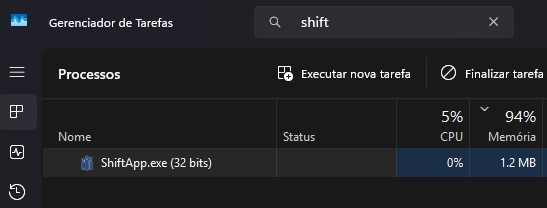 Gerenciador de Tarefas
shift
Processos
Executar nova tarefa
Finalizar tarefa
5%
94%
Nome
Status
CPU
Memória
ShiftApp.exe (32 bits)
0%
1.2 MB